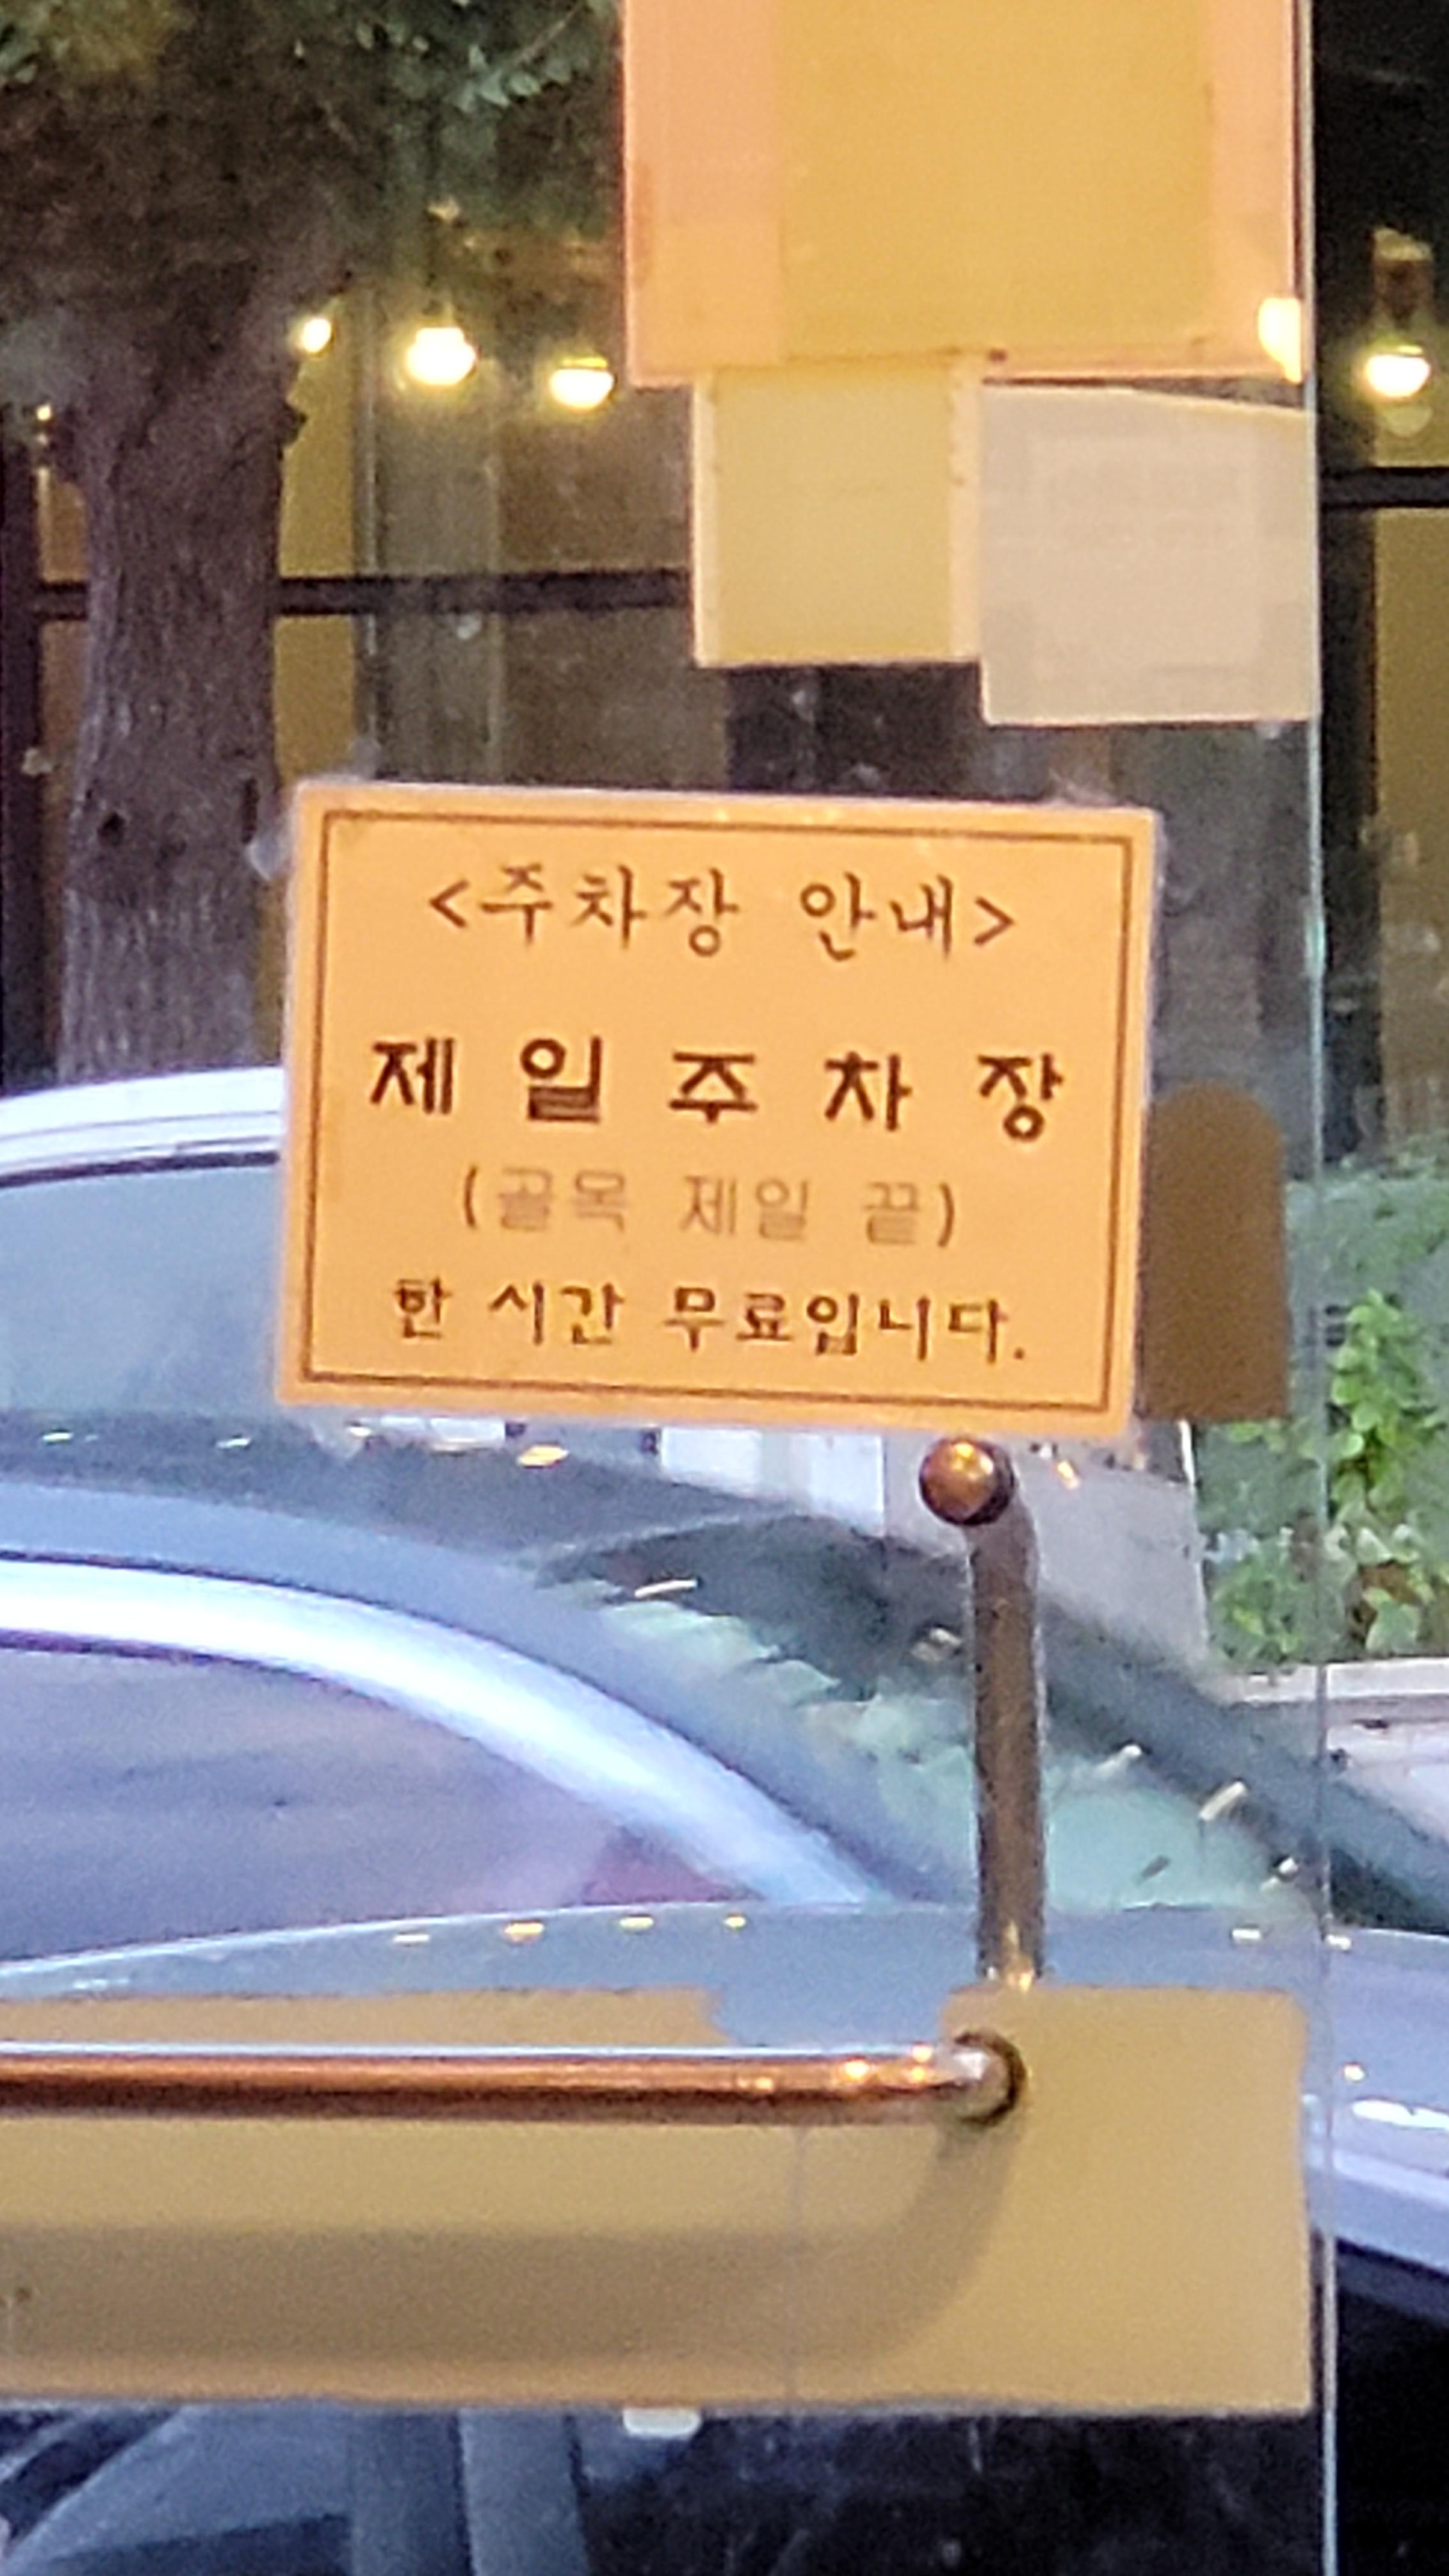 <주차장 안내>
제일주차장
(골목 제일 끝)
한 시간 무료입니다.